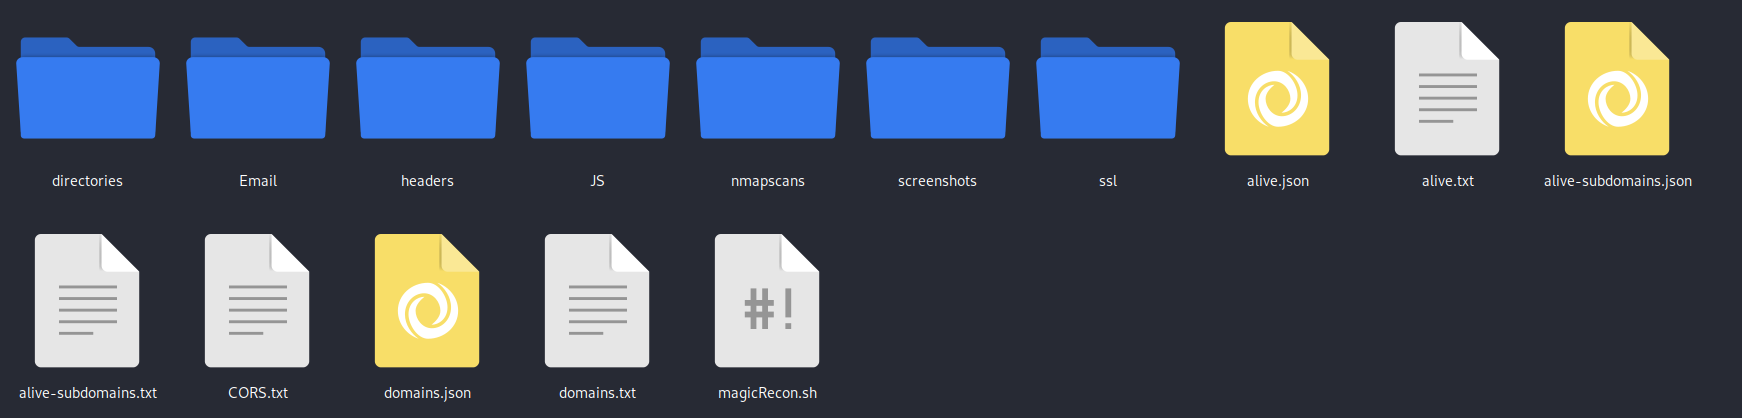 directories Email headers JS nmapscans screenshots ssl alive.json alive.txt alive-subdomains.json
#!
alive-subdomains.txt CORS.txt domains.json domains.txt magicRecon.sh